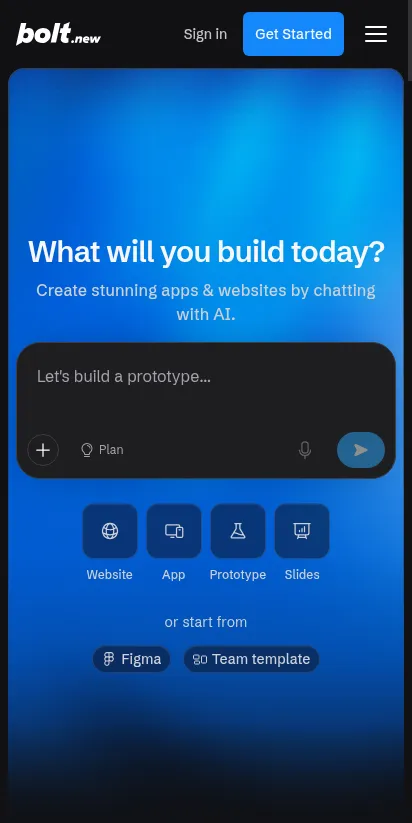 bolt.new
Sign in
Get Started
What will you build today?
Create stunning apps & websites by chatting
with AI.
Let's build a prototype...
Plan
Website
App
Prototype
Slides
or start from
Figma
Team template